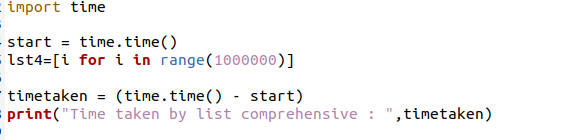 import time
start = time.time()
lst4=[i for i in range(1000000)]
timetaken = (time.time() - start)
print("Time taken by list comprehensive : ",timetaken)